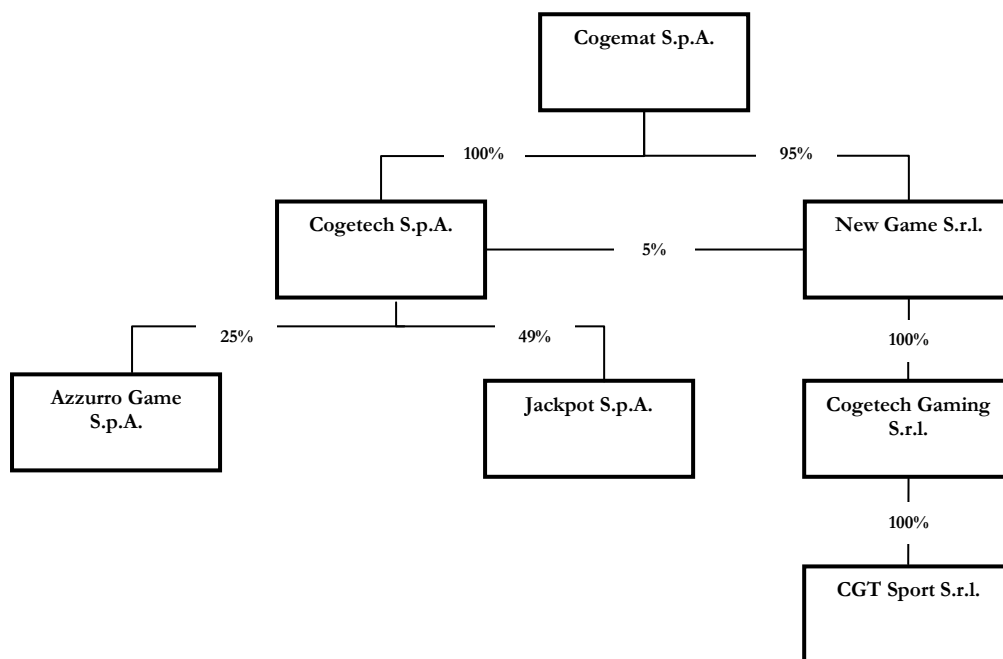 Cogemat S.p.A.
100%
95%
Cogetech S.p.A.
5%
New Game S.r.l.
25%
49%
100%
Azzurro Game
S.p.A.
Jackpot S.p.A.
Cogetech Gaming
S.r.l.
100%
CGT Sport S.r.l.